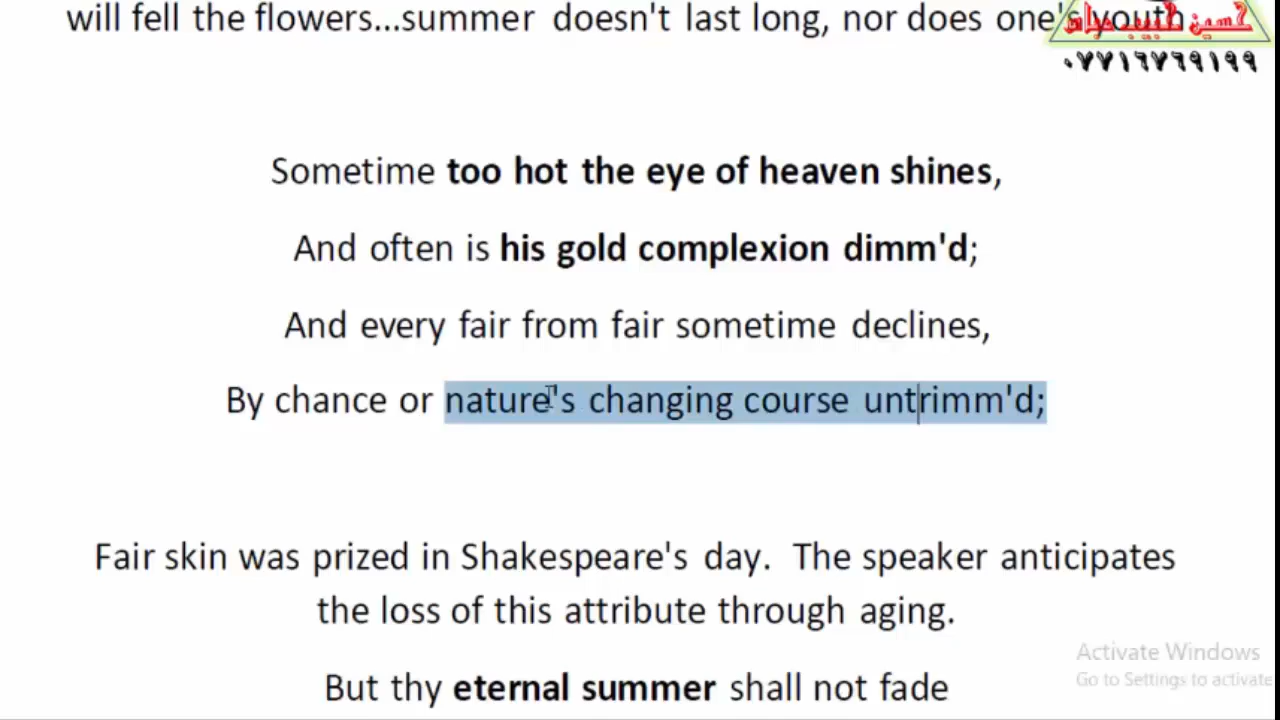 will fell the flowers...summer doesn't last long, nor does one's youth.
حسين طبيب
٠٧٧١٦٧٦٩١٩٩
Sometime too hot the eye of heaven shines,
And often is his gold complexion dimm'd;
And every fair from fair sometime declines,
By chance or nature's changing course untrimm'd;
Fair skin was prized in Shakespeare's day. The speaker anticipates
the loss of this attribute through aging.
But thy eternal summer shall not fade
Activate Windows
Go to Settings to activate